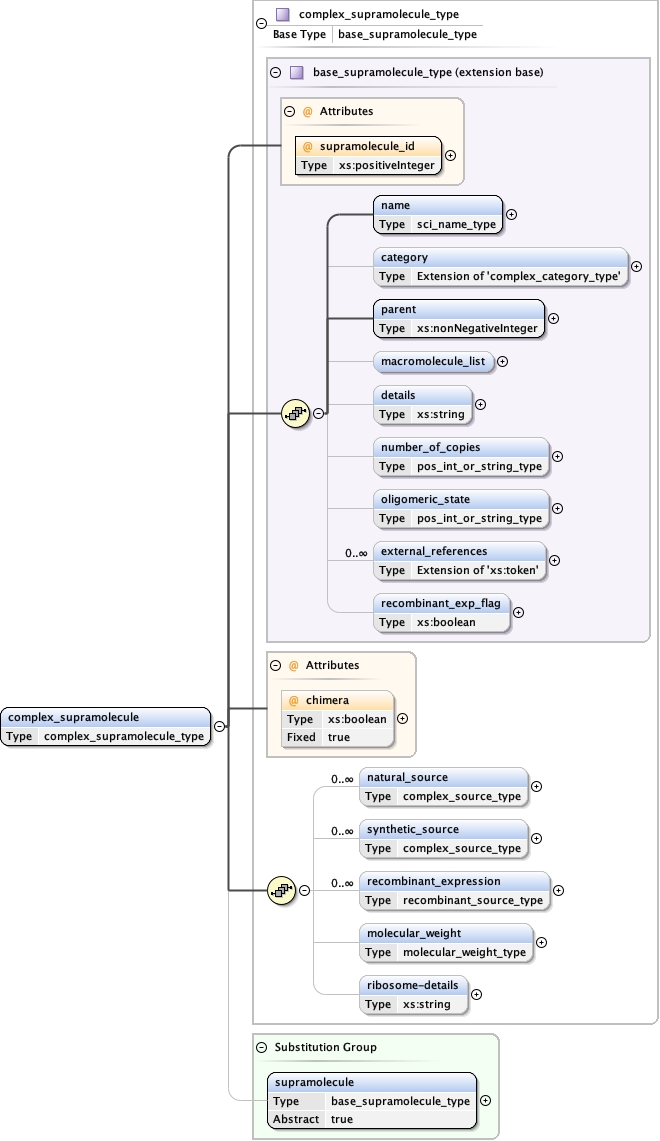 complex_supramolecule_type
Base Type base_supramolecule_type
base_supramolecule_type (extension base)
@ Attributes
@ supramolecule_id
Type xs:positiveInteger
name
Type sci_name_type
category
Type Extension of 'complex_category_type'
parent
Type xs:nonNegativeInteger
macromolecule_list
details
Type xs:string
number_of_copies
Type pos_int_or_string_type
oligomeric_state
Type pos_int_or_string_type
0..∞ external_references
Type Extension of 'xs:token'
recombinant_exp_flag
Type xs:boolean
@ Attributes
@ chimera
Type xs:boolean
Fixed true
complex_supramolecule
Type complex_supramolecule_type
0..∞ natural_source
Type complex_source_type
0..∞ synthetic_source
Type complex_source_type
0..∞ recombinant_expression
Type recombinant_source_type
molecular_weight
Type molecular_weight_type
ribosome-details
Type xs:string
Substitution Group
supramolecule
Type base_supramolecule_type
Abstract true